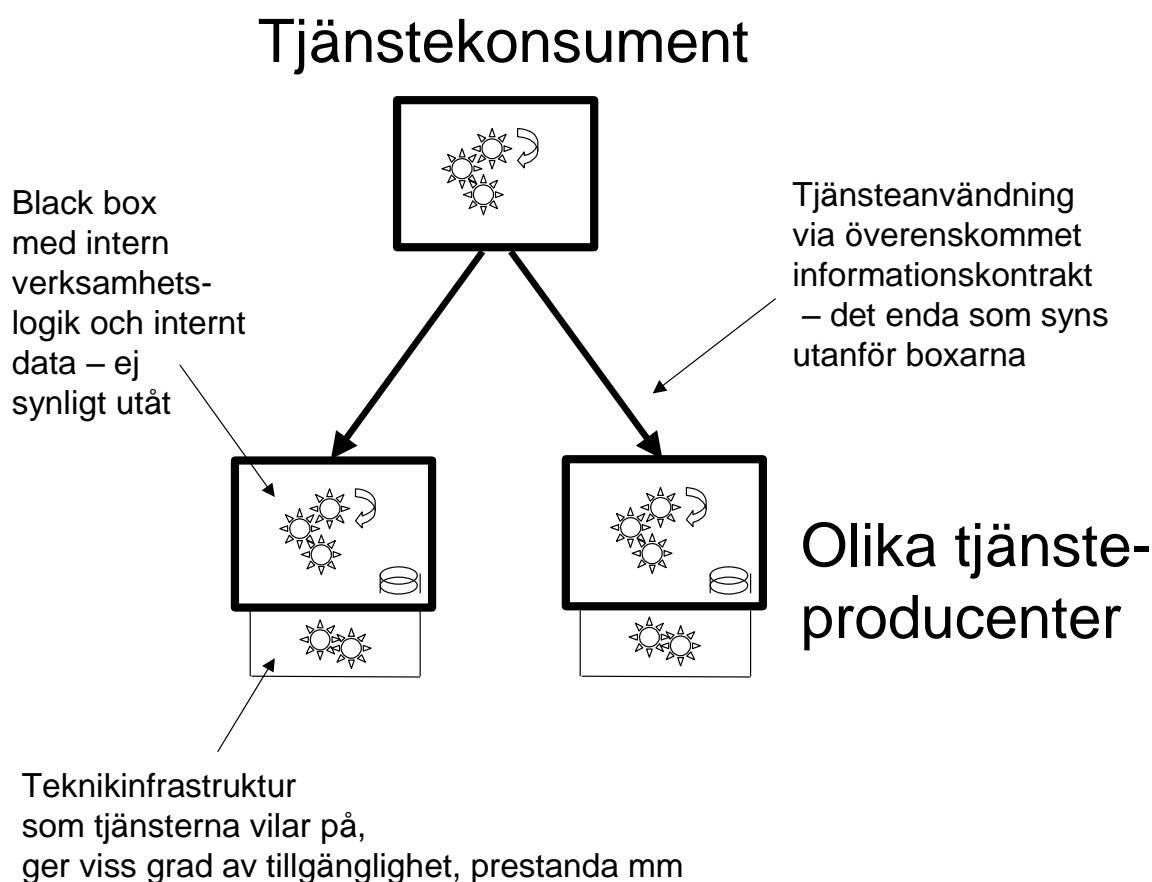 Tjänstekonsument
Black box
med intern
verksamhets-
logik och internt
data – ej
synligt utåt
Tjänsteanvändning
via överenskommet
informationskontrakt
– det enda som syns
utanför boxarna
Olika tjänste-
producenter
Teknikinfrastruktur
som tjänsterna vilar på,
ger viss grad av tillgänglighet, prestanda mm